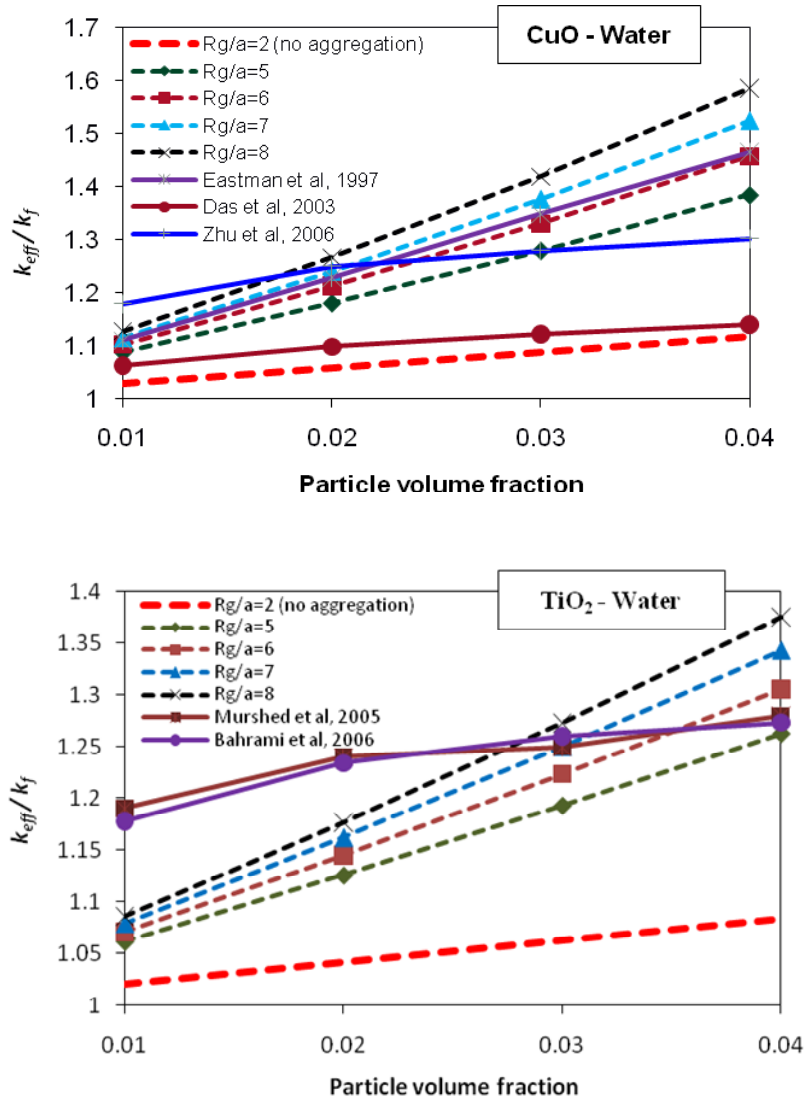 1.7
1.6
1.5
1.4
1.3
1.2
1.1
1
k_eff/k_f
CuO - Water
Rg/a=2 (no aggregation)
Rg/a=5
Rg/a=6
Rg/a=7
Rg/a=8
Eastman et al, 1997
Das et al, 2003
Zhu et al, 2006
0.01 0.02 0.03 0.04
Particle volume fraction
1.4
1.35
1.3
1.25
1.2
1.15
1.1
1.05
1
k_eff/k_f
TiO₂ - Water
Rg/a=2 (no aggregation)
Rg/a=5
Rg/a=6
Rg/a=7
Rg/a=8
Murshed et al, 2005
Bahrami et al, 2006
0.01 0.02 0.03 0.04
Particle volume fraction